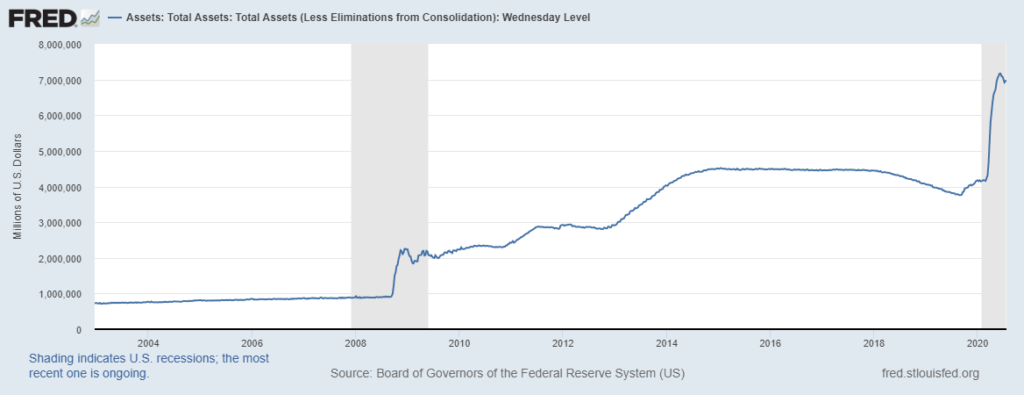 FRED
Assets: Total Assets: Total Assets (Less Eliminations from Consolidation): Wednesday Level
8,000,000
7,000,000
6,000,000
5,000,000
4,000,000
3,000,000
2,000,000
1,000,000
0
Millions of U.S. Dollars
2004 2006 2008 2010 2012 2014 2016 2018 2020
Shading indicates U.S. recessions; the most
recent one is ongoing.
Source: Board of Governors of the Federal Reserve System (US)
fred.stlouisfed.org